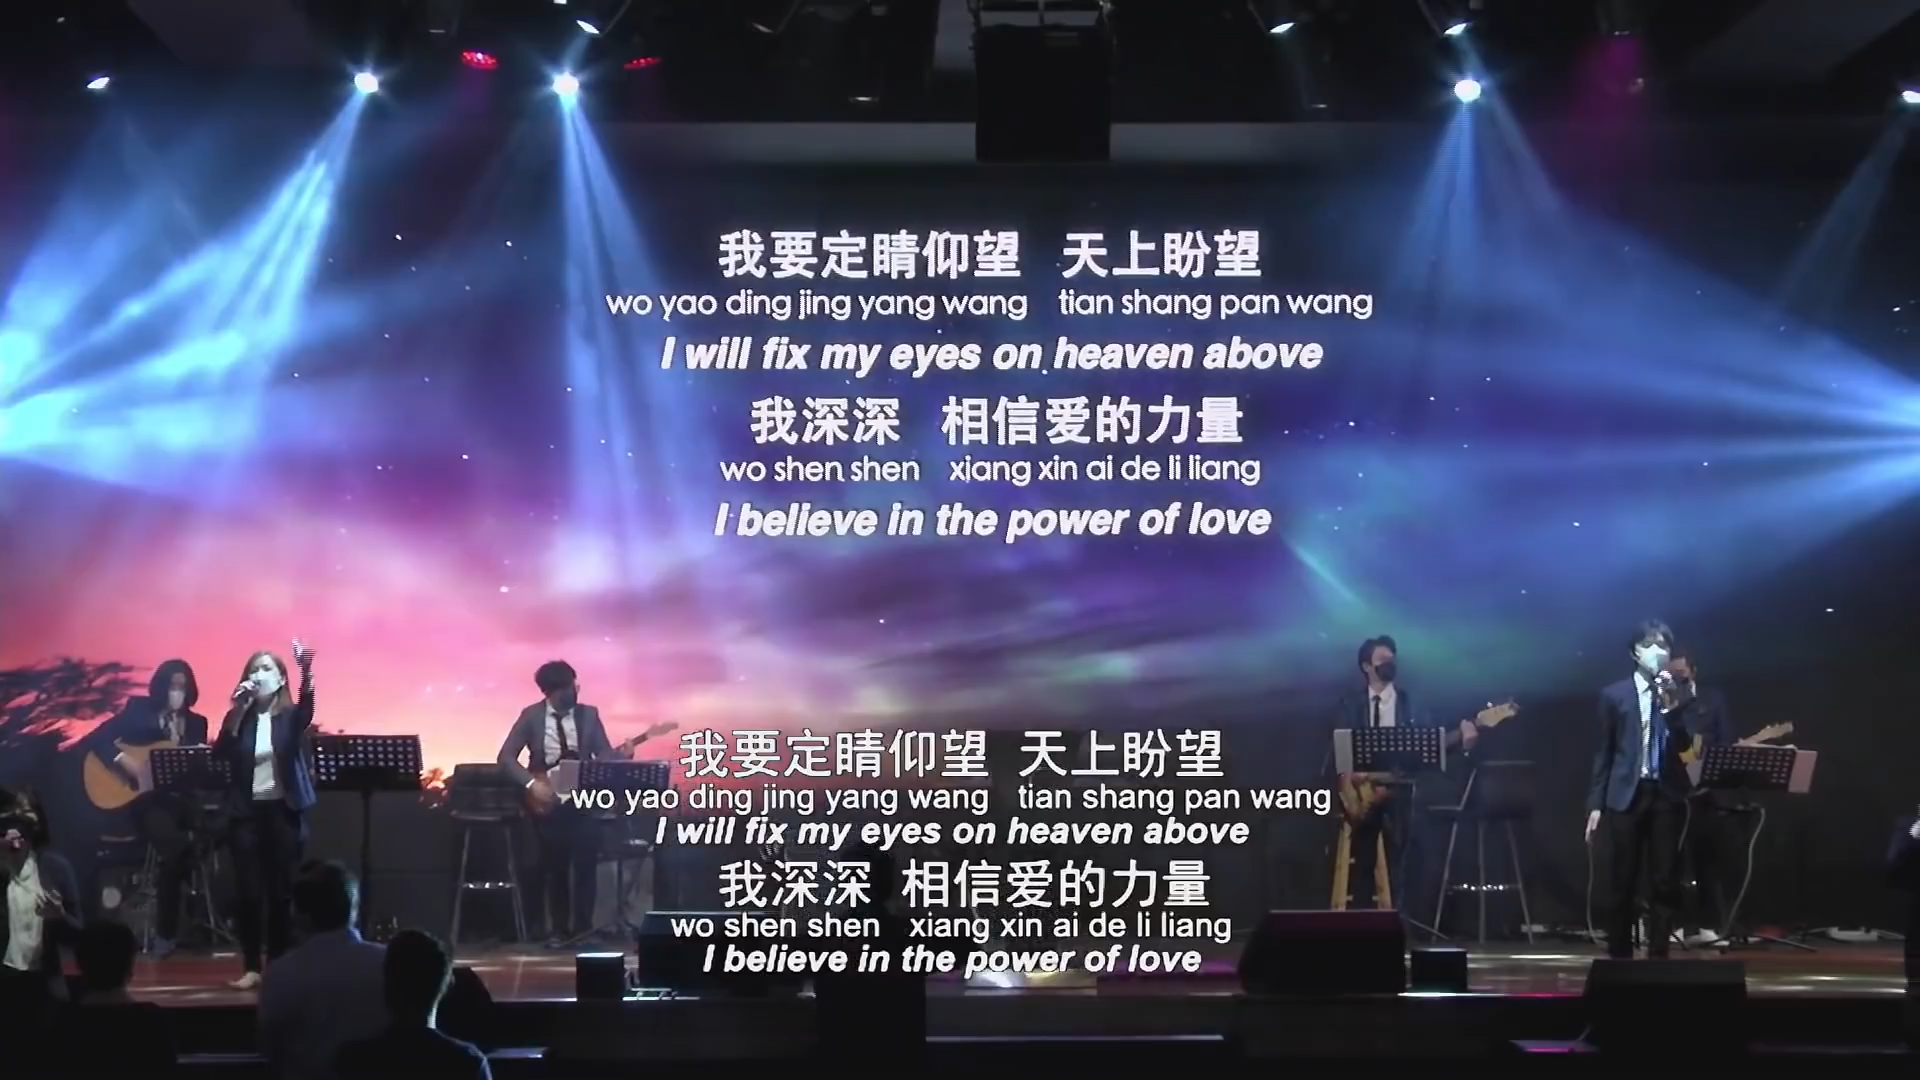 我要定睛仰望 天上盼望
wo yao ding jing yang wang tian shang pan wang
I will fix my eyes on heaven above
我深深 相信爱的力量
wo shen shen xiang xin ai de li liang
I believe in the power of love
我要定睛仰望 天上盼望
wo yao ding jing yang wang tian shang pan wang
I will fix my eyes on heaven above
我深深 相信爱的力量
wo shen shen xiang xin ai de li liang
I believe in the power of love